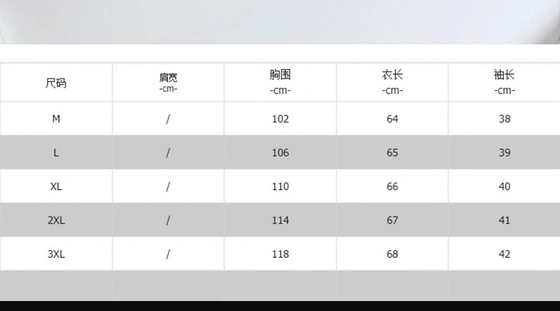 尺码 肩宽 胸围 衣长 袖长
-cm- -cm- -cm- -cm-
M / 102 64 38
L / 106 65 39
XL / 110 66 40
2XL / 114 67 41
3XL / 118 68 42